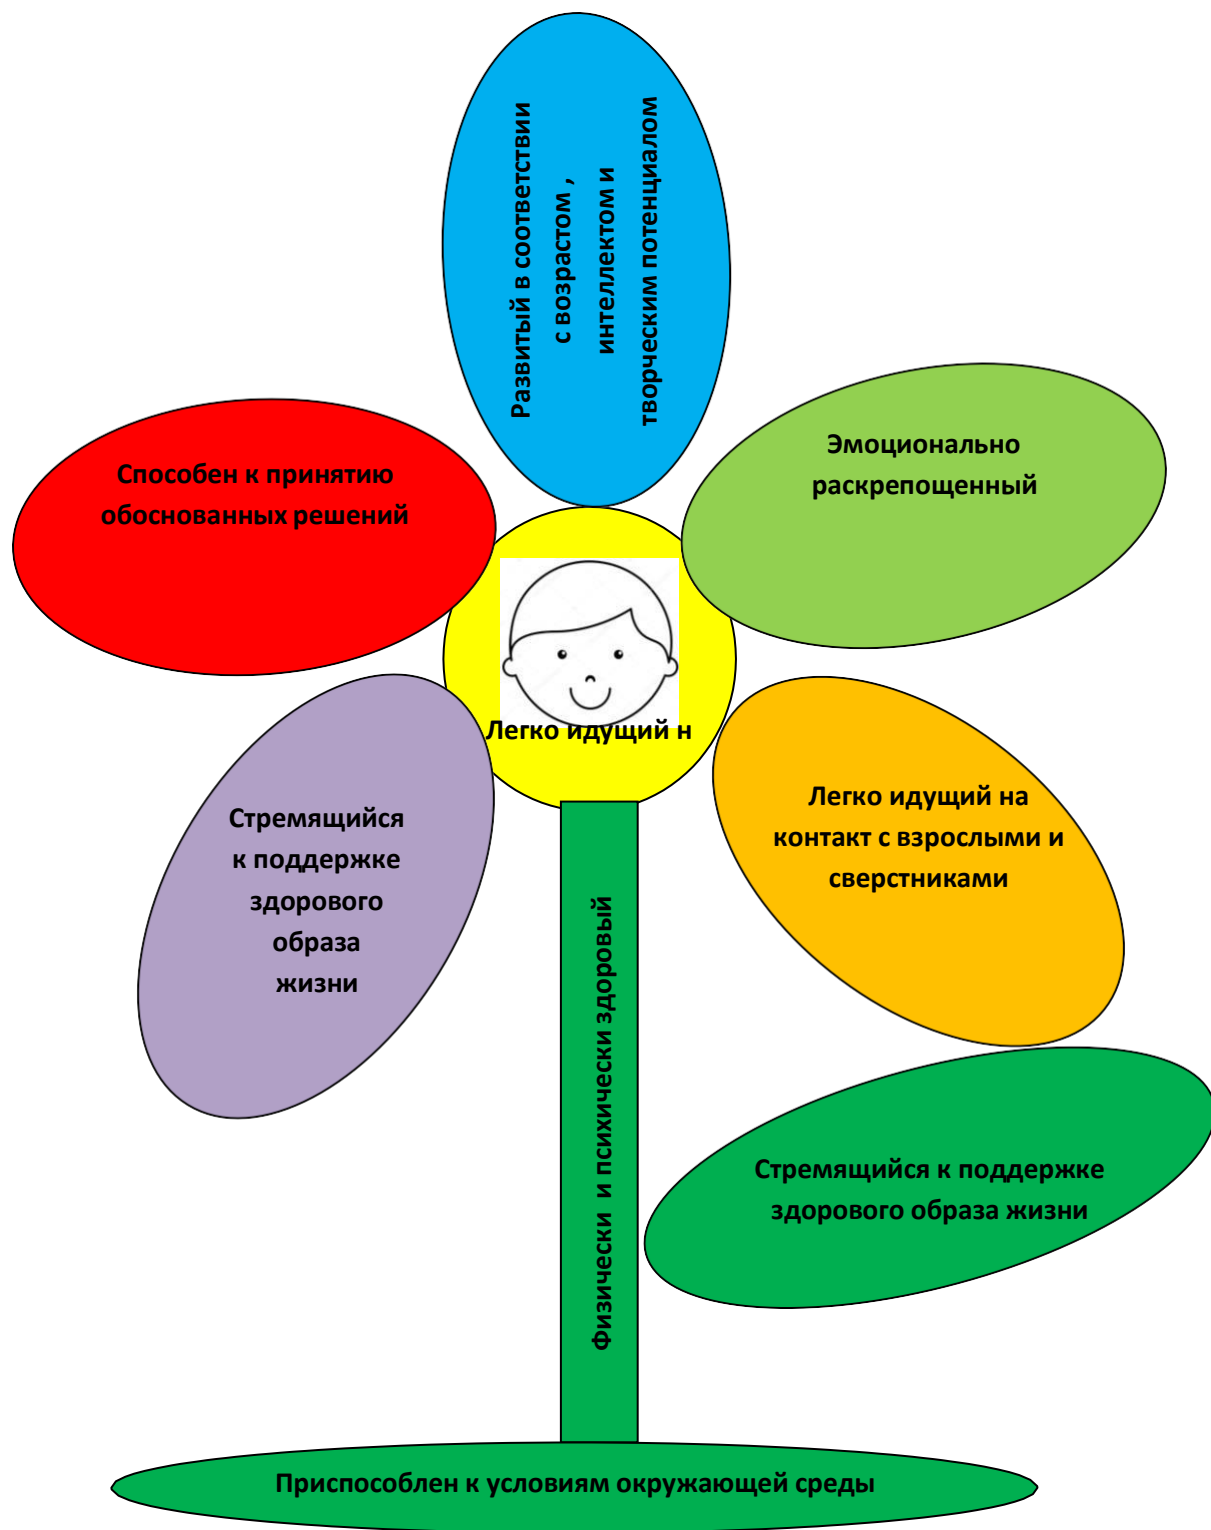 Развитый в соответствии
с возрастом ,
интеллектом и
творческим потенциалом
Способен к принятию
обоснованных решений
Эмоционально
раскрепощенный
Легко идущий н
Стремящийся
к поддержке
здорового
образа
жизни
Легко идущий на
контакт с взрослыми и
сверстниками
Физически и психически здоровый
Стремящийся к поддержке
здорового образа жизни
Приспособлен к условиям окружающей среды